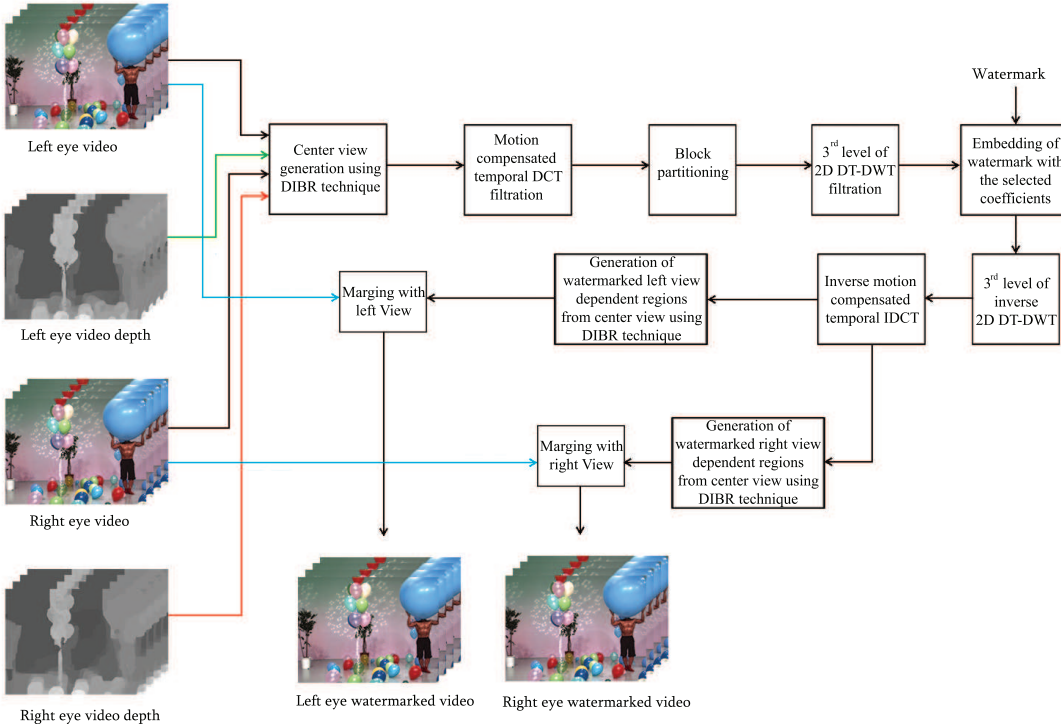 Left eye video
Left eye video depth
Right eye video
Right eye video depth
Center view
generation using
DIBR technique
Motion
compensated
temporal DCT
filtration
Block
partitioning
3rd level of
2D DT-DWT
filtration
Watermark
Embedding of
watermark with
the selected
coefficients
3rd level of
inverse
2D DT-DWT
Inverse motion
compensated
temporal IDCT
Generation of
watermarked left view
dependent regions
from center view using
DIBR technique
Marging with
left View
Generation of
watermarked right view
dependent regions
from center view using
DIBR technique
Marging with
right View
Left eye watermarked video
Right eye watermarked video